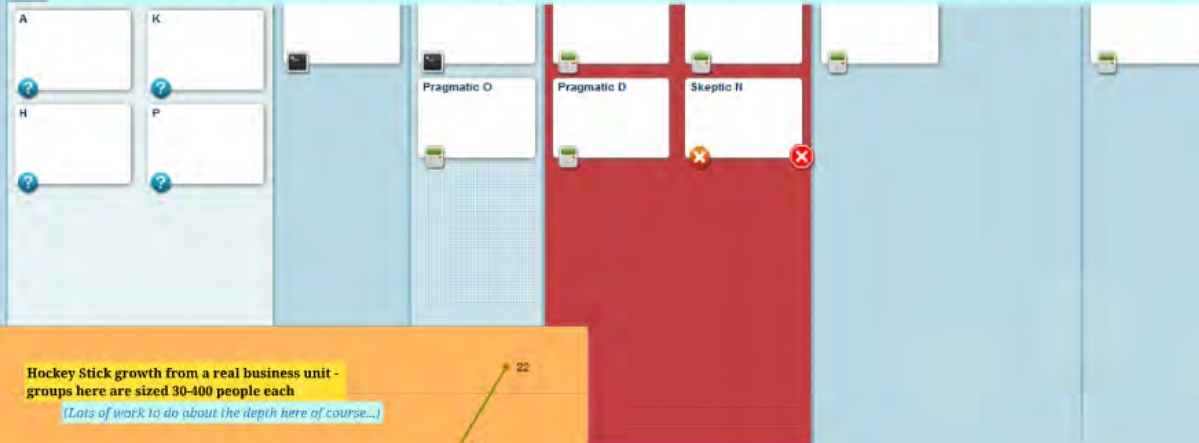 A K
H P
Pragmatic O Pragmatic D Skeptic N
Hockey Stick growth from a real business unit -
groups here are sized 30-400 people each
(Lots of work to do about the depth here of course...)
22